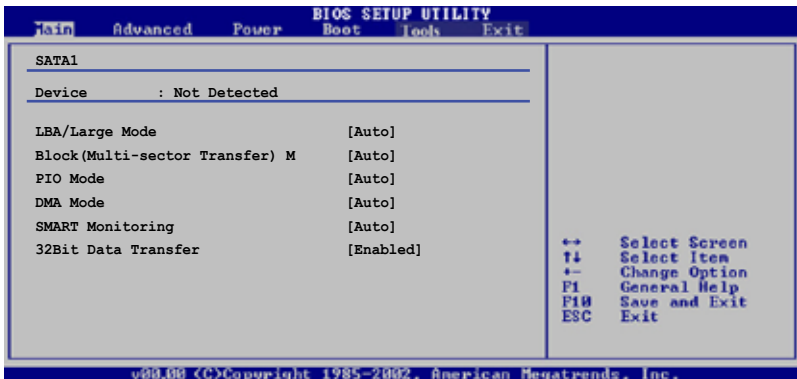 BIOS SETUP UTILITY
Main Advanced Power Boot Tools Exit
SATA1
Device : Not Detected
LBA/Large Mode [Auto]
Block(Multi-sector Transfer) M [Auto]
PIO Mode [Auto]
DMA Mode [Auto]
SMART Monitoring [Auto]
32Bit Data Transfer [Enabled]
←→ Select Screen
↑↓ Select Item
+- Change Option
F1 General Help
F10 Save and Exit
ESC Exit
v00.00 (C)Copyright 1985-2002, American Megatrends, Inc.